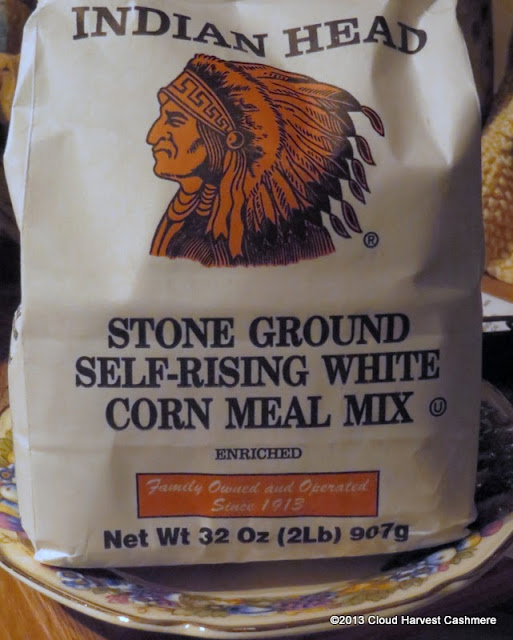 INDIAN HEAD
®
STONE GROUND
SELF-RISING WHITE
CORN MEAL MIX Ⓤ
ENRICHED
Family Owned and Operated
Since 1913
Net Wt 32 Oz (2Lb) 907g
©2013 Cloud Harvest Cashmere